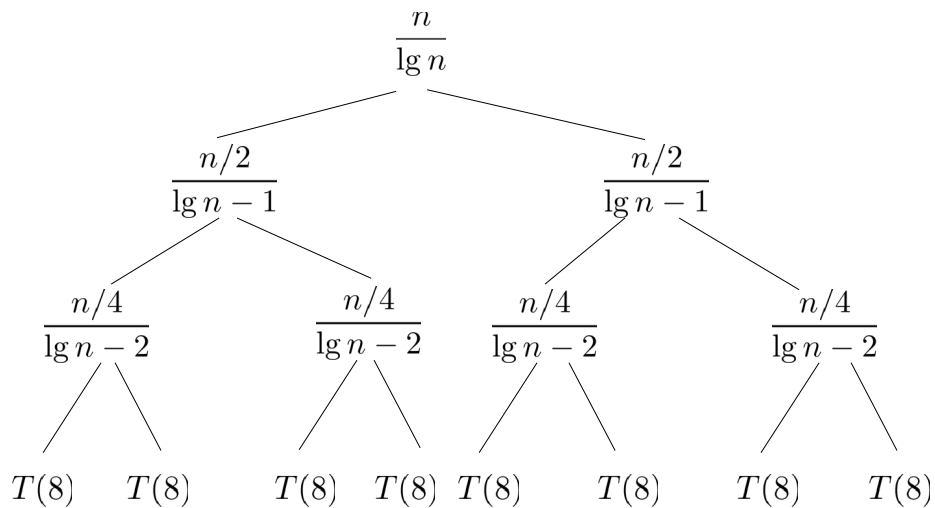 n
lg n
n/2 n/2
lg n − 1 lg n − 1
n/4 n/4 n/4 n/4
lg n − 2 lg n − 2 lg n − 2 lg n − 2
T(8) T(8) T(8) T(8) T(8) T(8) T(8) T(8)